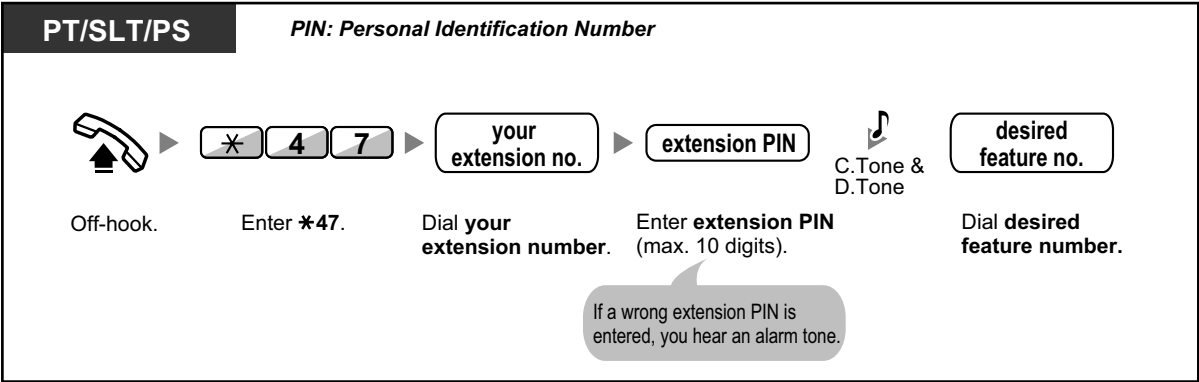 PT/SLT/PS
PIN: Personal Identification Number
✳ 4 7
your
extension no.
extension PIN
C.Tone &
D.Tone
desired
feature no.
Off-hook.
Enter ✳47.
Dial your
extension number.
Enter extension PIN
(max. 10 digits).
Dial desired
feature number.
If a wrong extension PIN is
entered, you hear an alarm tone.